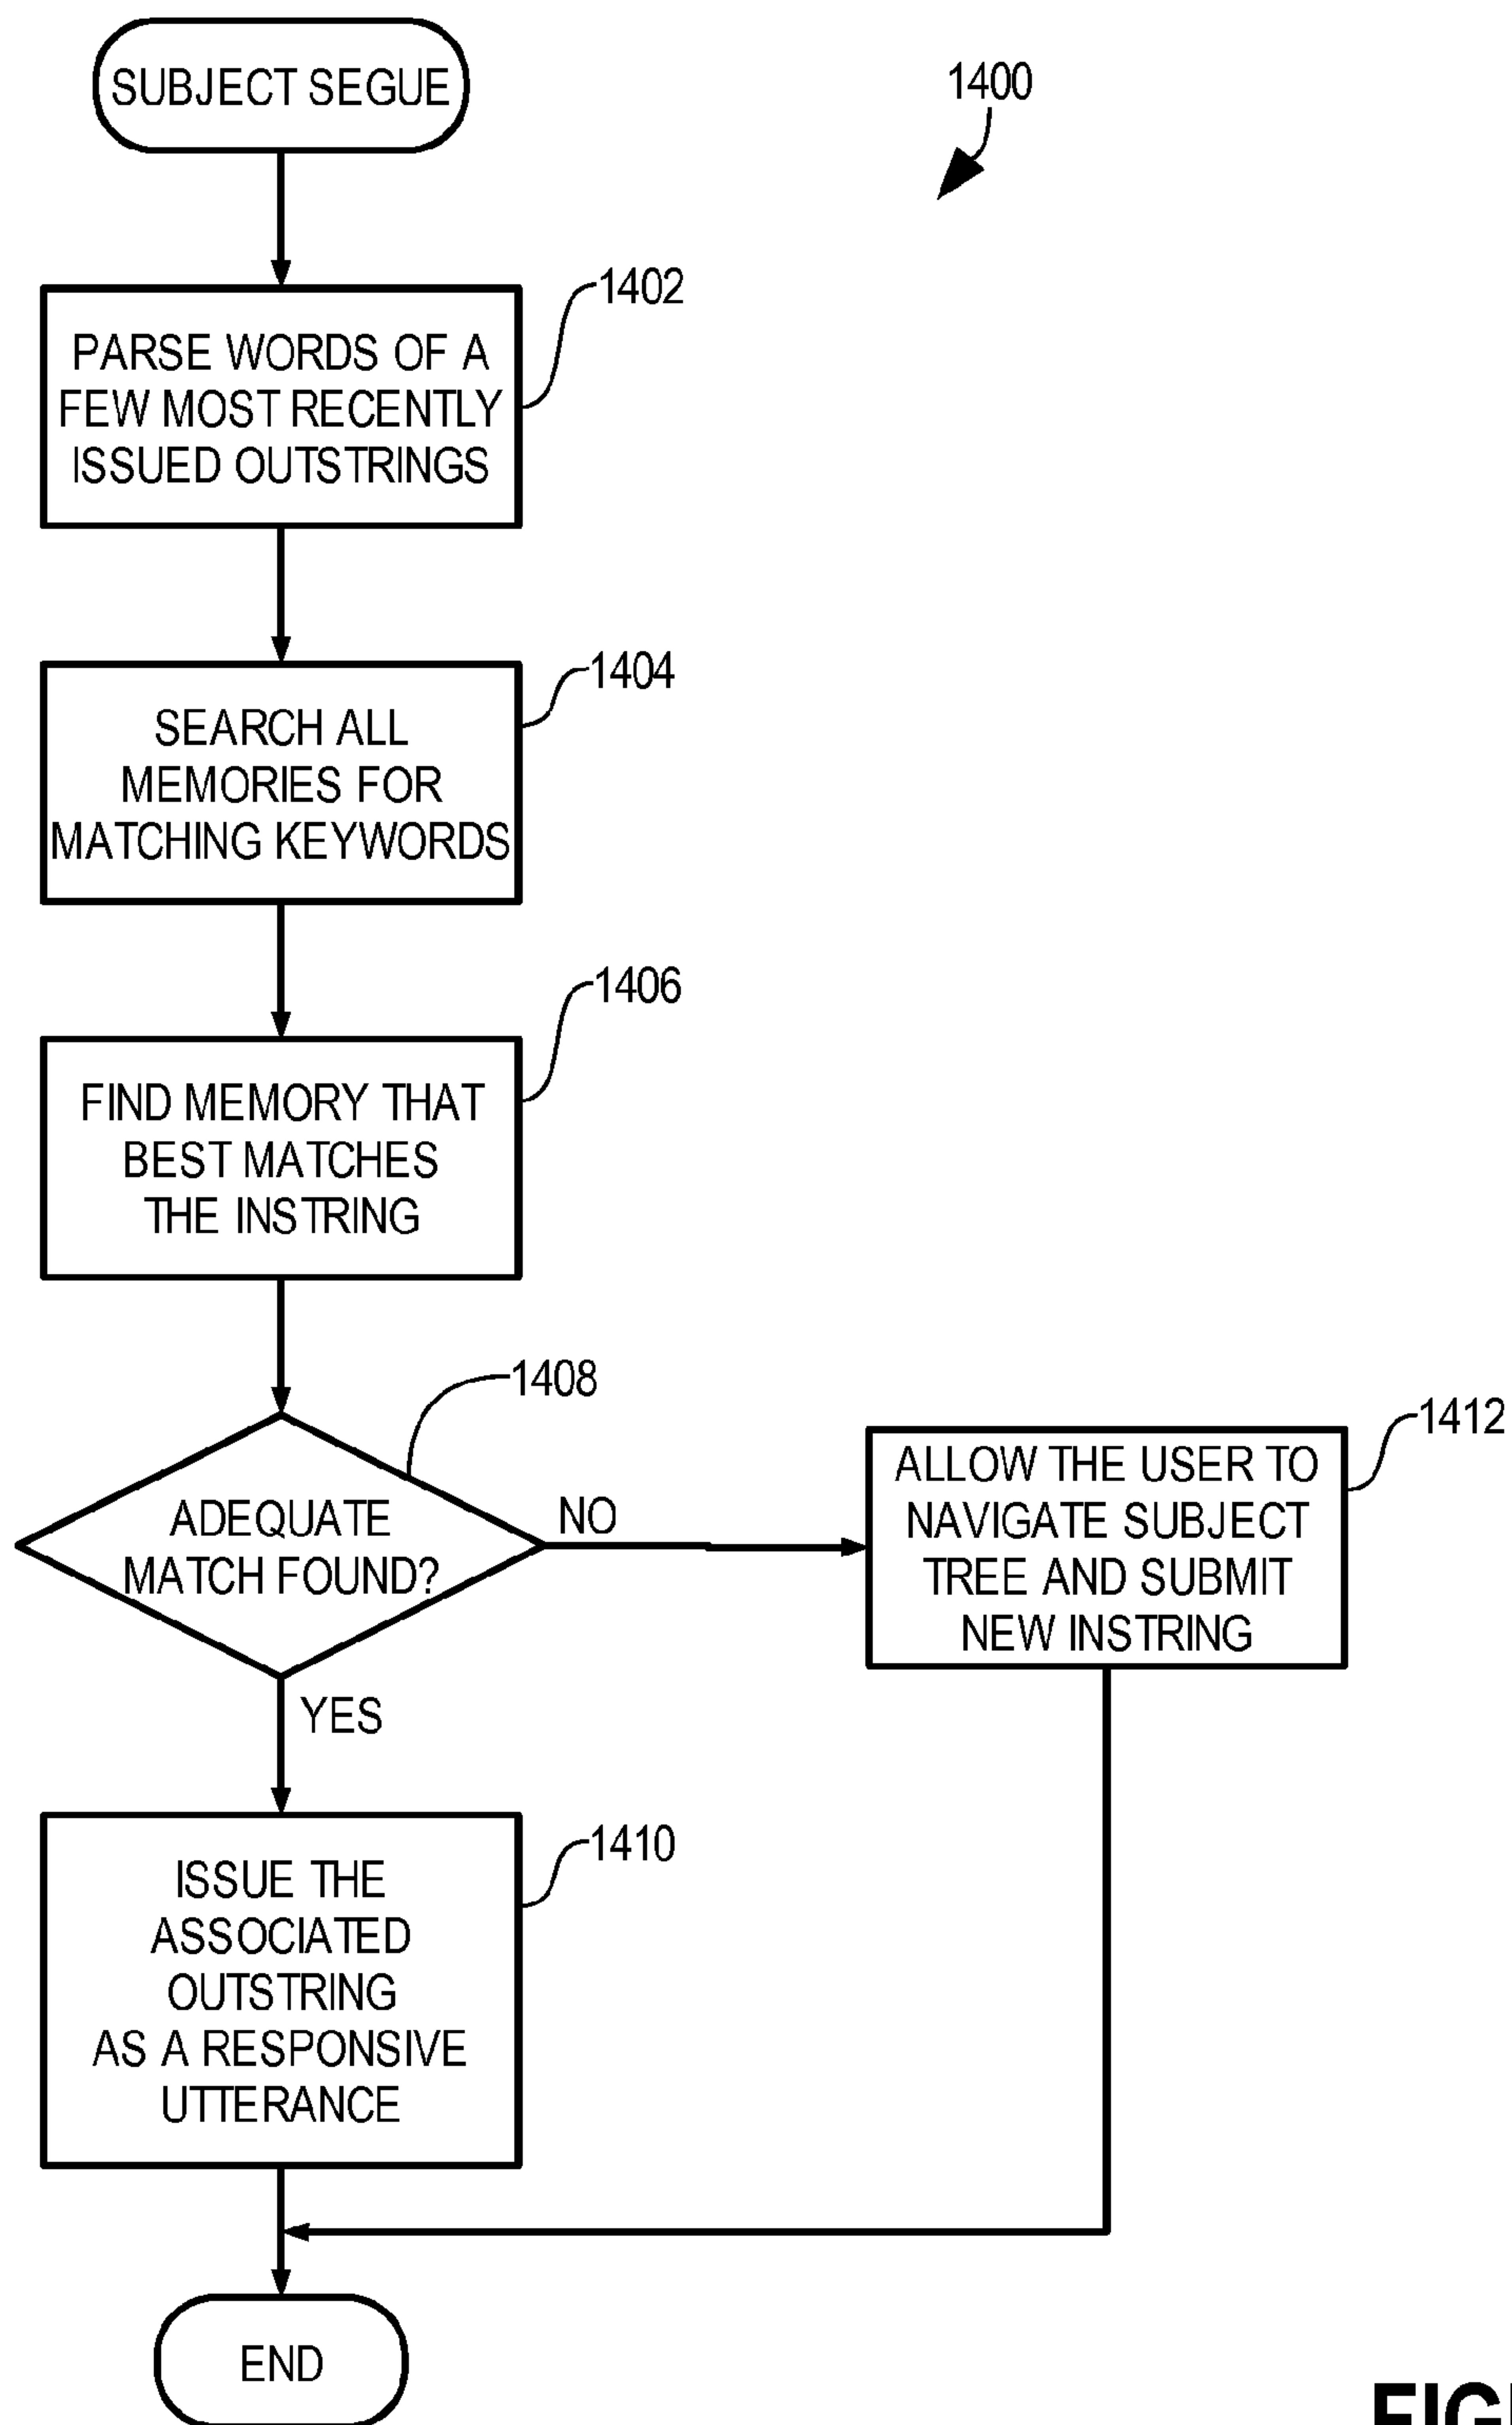 SUBJECT SEGUE
1400
1402
PARSE WORDS OF A
FEW MOST RECENTLY
ISSUED OUTSTRINGS
1404
SEARCH ALL
MEMORIES FOR
MATCHING KEYWORDS
1406
FIND MEMORY THAT
BEST MATCHES
THE INSTRING
1408
ADEQUATE
MATCH FOUND?
NO
YES
1412
ALLOW THE USER TO
NAVIGATE SUBJECT
TREE AND SUBMIT
NEW INSTRING
1410
ISSUE THE
ASSOCIATED
OUTSTRING
AS A RESPONSIVE
UTTERANCE
END